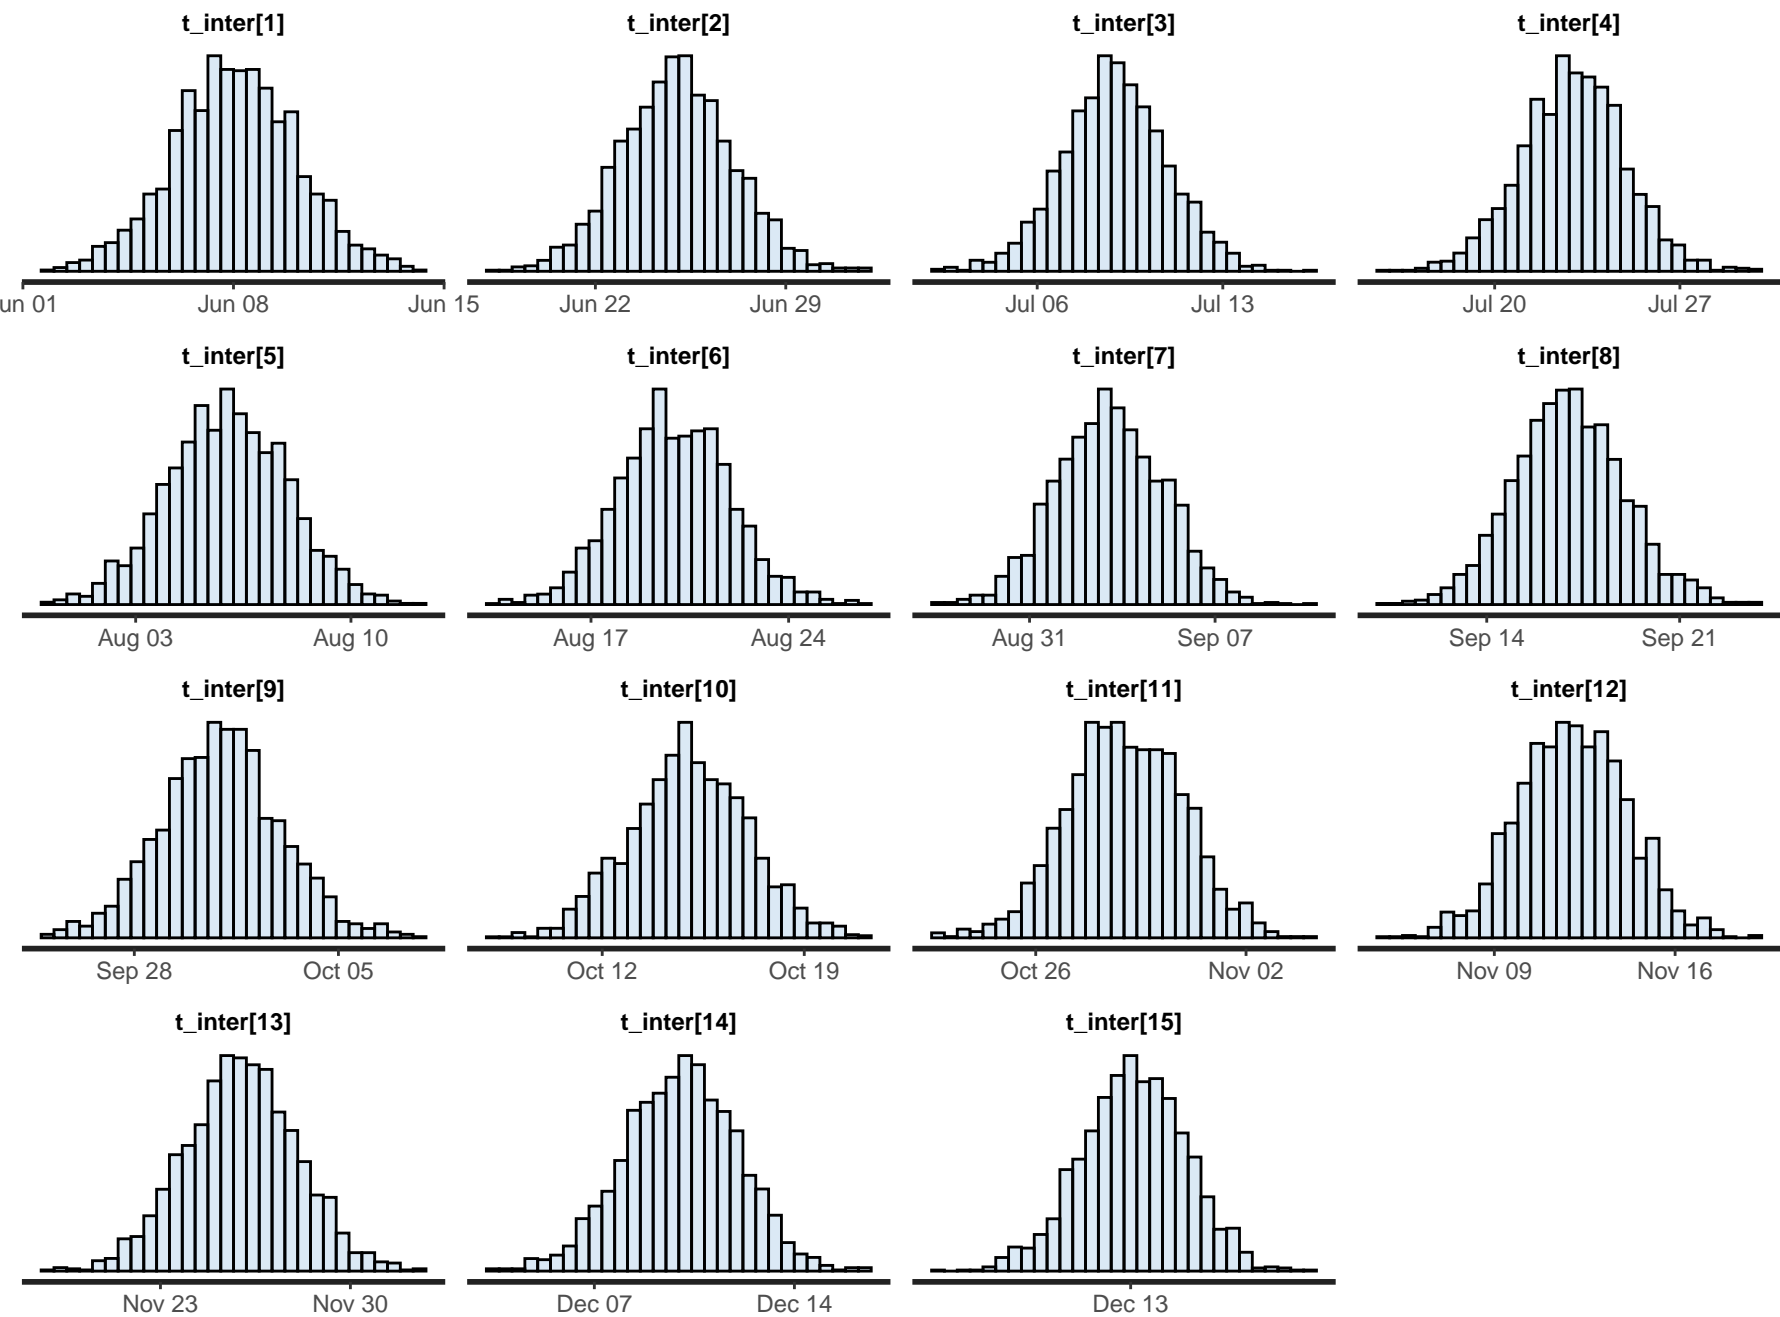 t_inter[1] t_inter[2] t_inter[3] t_inter[4]
un 01 Jun 08 Jun 15 Jun 22 Jun 29 Jul 06 Jul 13 Jul 20 Jul 27
t_inter[5] t_inter[6] t_inter[7] t_inter[8]
Aug 03 Aug 10 Aug 17 Aug 24 Aug 31 Sep 07 Sep 14 Sep 21
t_inter[9] t_inter[10] t_inter[11] t_inter[12]
Sep 28 Oct 05 Oct 12 Oct 19 Oct 26 Nov 02 Nov 09 Nov 16
t_inter[13] t_inter[14] t_inter[15]
Nov 23 Nov 30 Dec 07 Dec 14 Dec 13